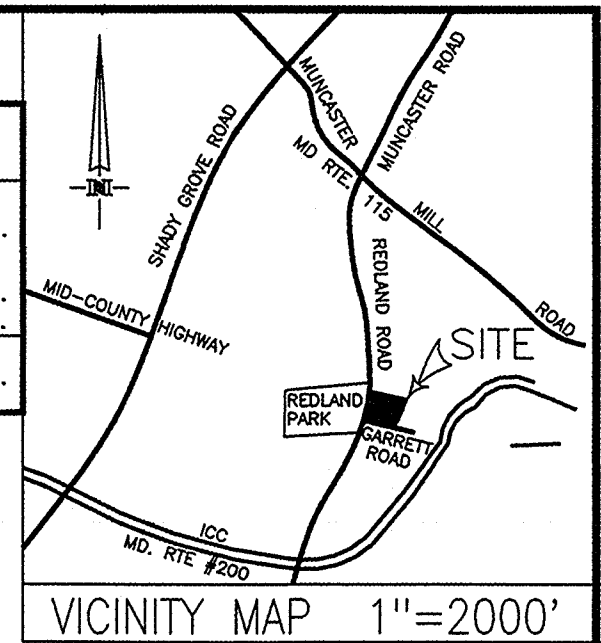 MUNCASTER
MUNCASTER ROAD
SHADY GROVE ROAD
MD RTE. 115
MILL
N
REDLAND ROAD
MID-COUNTY HIGHWAY
ROAD
SITE
REDLAND
PARK
GARRETT
ROAD
ICC
MD. RTE #200
VICINITY MAP 1"=2000'